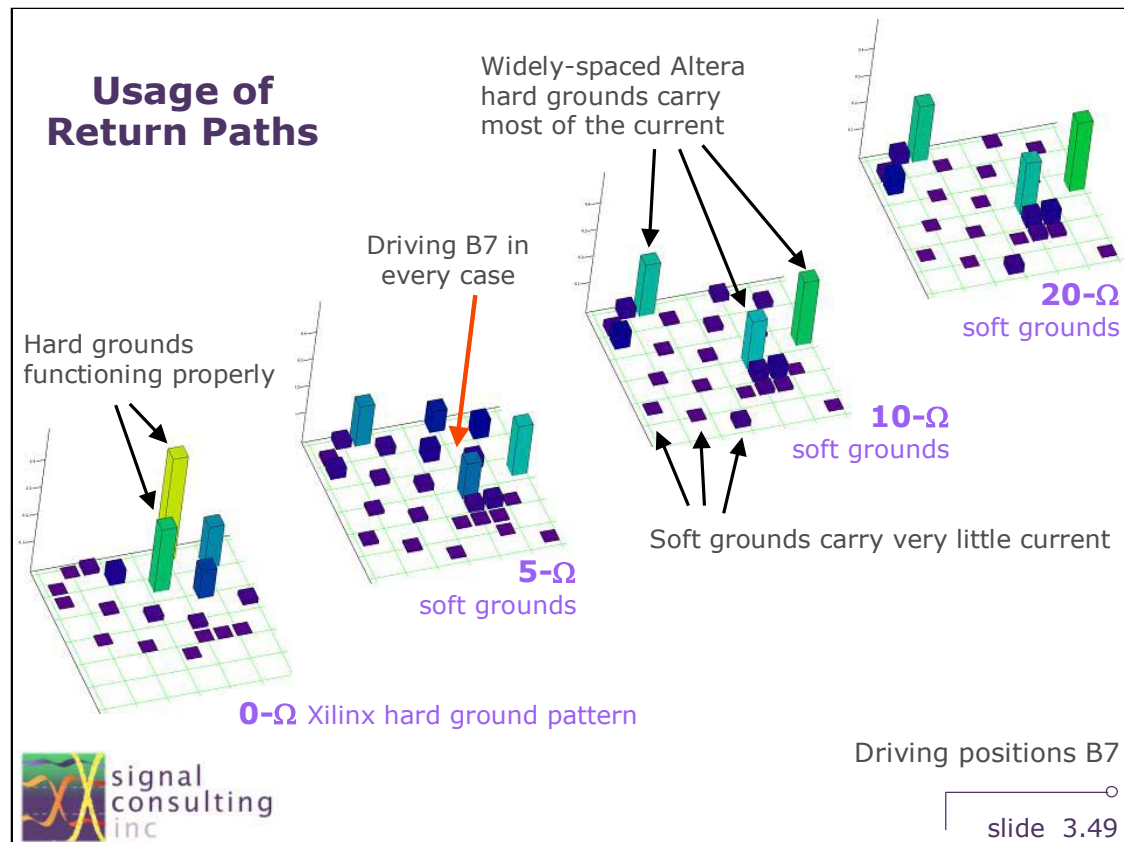 Usage of
Return Paths
Widely-spaced Altera
hard grounds carry
most of the current
Driving B7 in
every case
Hard grounds
functioning properly
20-Ω
soft grounds
10-Ω
soft grounds
Soft grounds carry very little current
5-Ω
soft grounds
0-Ω Xilinx hard ground pattern
signal
consulting
inc
Driving positions B7
slide 3.49